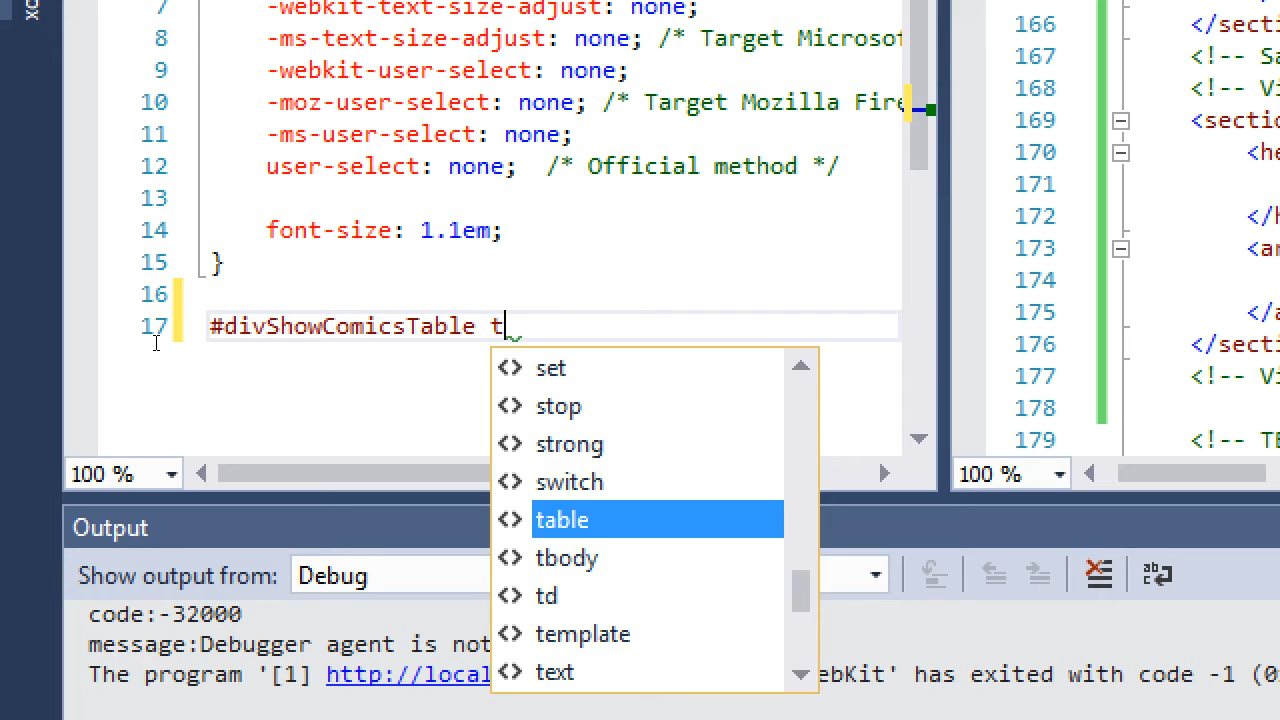 7 -webkit-text-size-adjust: none;
8 -ms-text-size-adjust: none; /* Target Microsof
9 -webkit-user-select: none;
10 -moz-user-select: none; /* Target Mozilla Fire
11 -ms-user-select: none;
12 user-select: none;  /* Official method */
13
14 font-size: 1.1em;
15 }
16
17 #divShowComicsTable t
set
stop
strong
switch
table
tbody
td
template
text
100 %
166 </secti
167 <!-- Sa
168 <!-- Vi
169 <section
170 <he
171
172 </h
173 <ar
174
175 </a
176 </secti
177 <!-- Vi
178
179 <!-- TE
100 %
Output
Show output from: Debug
code:-32000
message:Debugger agent is not
The program '[1] http://local ebKit' has exited with code -1 (0